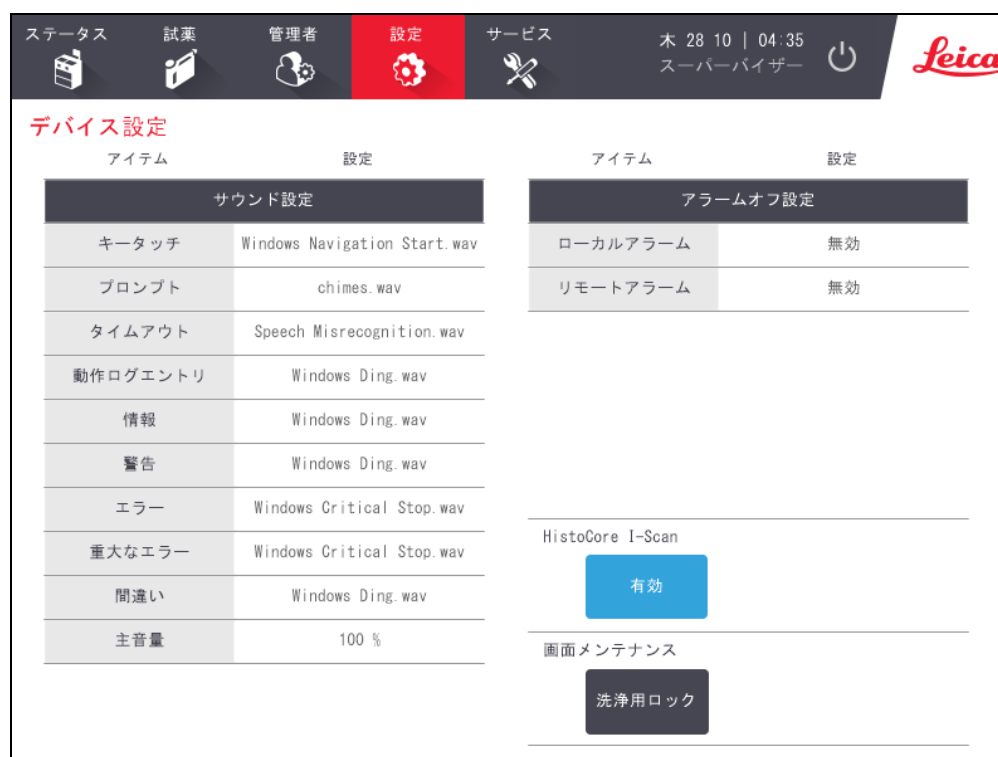 ステータス 試薬 管理者 設定 サービス
木 28 10 | 04:35
スーパーバイザー
Leica
デバイス設定
アイテム 設定 アイテム 設定
サウンド設定 アラームオフ設定
キータッチ Windows Navigation Start.wav ローカルアラーム 無効
プロンプト chimes.wav リモートアラーム 無効
タイムアウト Speech Misrecognition.wav
動作ログエントリ Windows Ding.wav
情報 Windows Ding.wav
警告 Windows Ding.wav
エラー Windows Critical Stop.wav
重大なエラー Windows Critical Stop.wav
間違い Windows Ding.wav
主音量 100 %
HistoCore I-Scan
有効
画面メンテナンス
洗浄用ロック